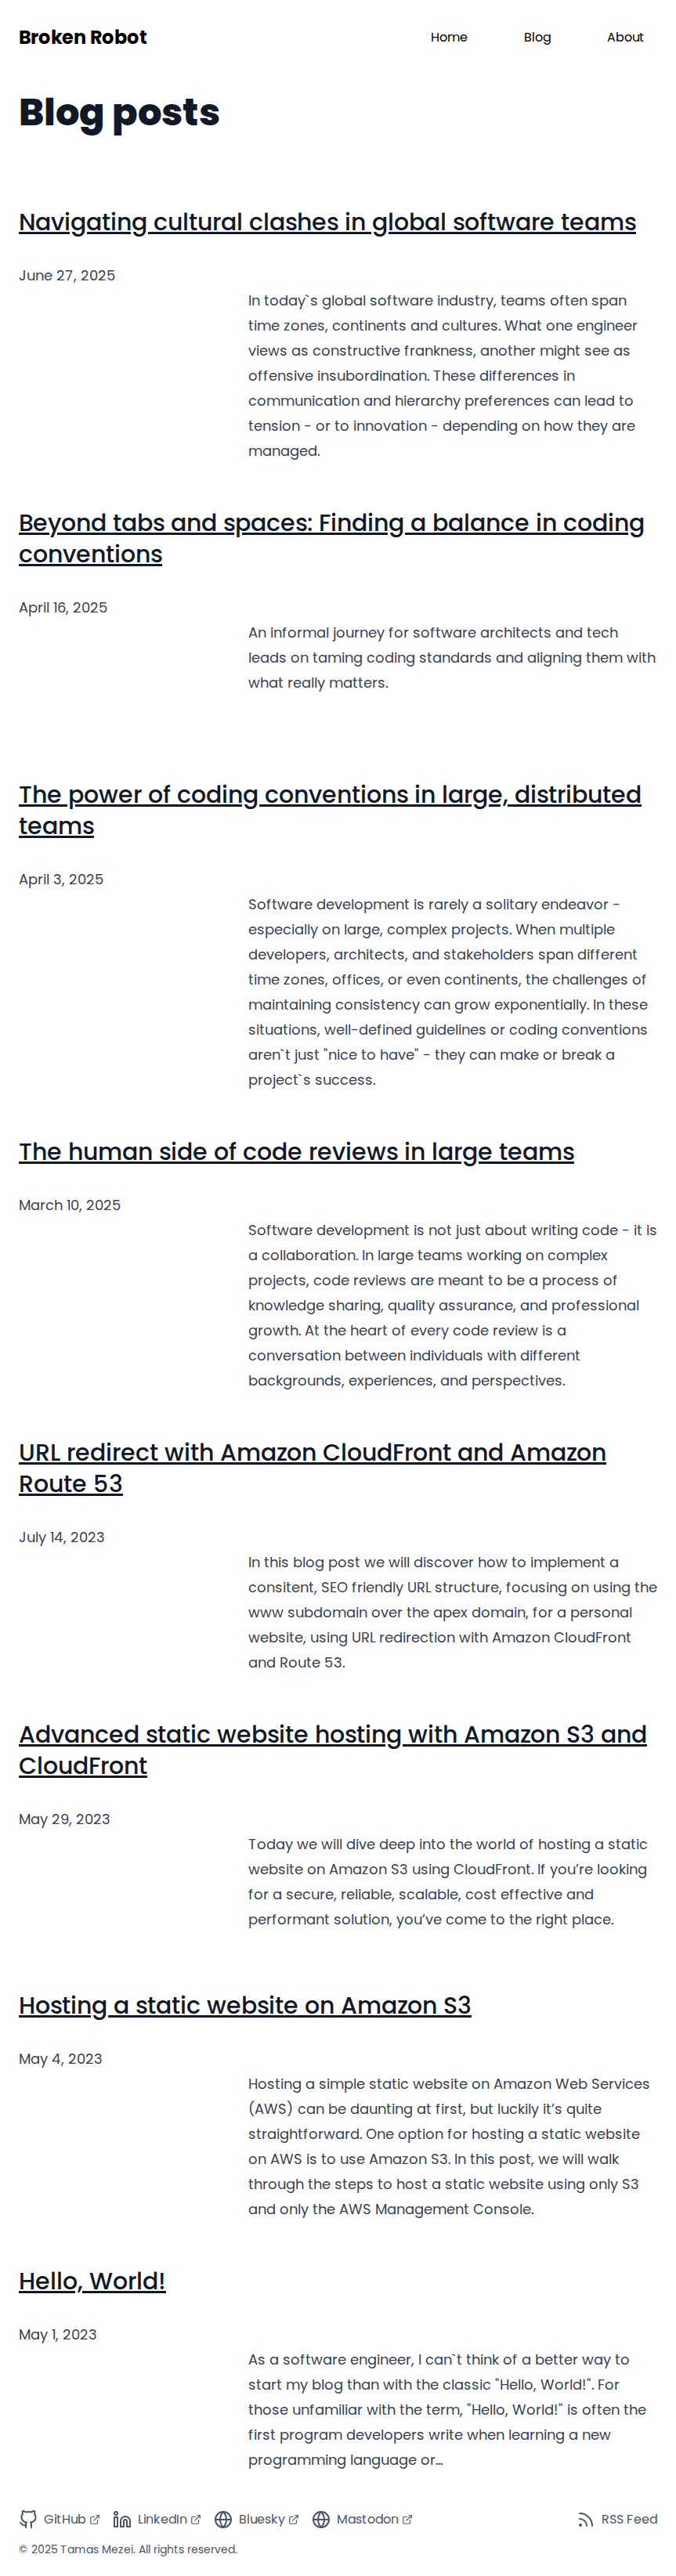 Broken Robot
Home
Blog
About
Blog posts
Navigating cultural clashes in global software teams
June 27, 2025
In today`s global software industry, teams often span
time zones, continents and cultures. What one engineer
views as constructive frankness, another might see as
offensive insubordination. These differences in
communication and hierarchy preferences can lead to
tension - or to innovation - depending on how they are
managed.
Beyond tabs and spaces: Finding a balance in coding
conventions
April 16, 2025
An informal journey for software architects and tech
leads on taming coding standards and aligning them with
what really matters.
The power of coding conventions in large, distributed
teams
April 3, 2025
Software development is rarely a solitary endeavor -
especially on large, complex projects. When multiple
developers, architects, and stakeholders span different
time zones, offices, or even continents, the challenges of
maintaining consistency can grow exponentially. In these
situations, well-defined guidelines or coding conventions
aren`t just "nice to have" - they can make or break a
project`s success.
The human side of code reviews in large teams
March 10, 2025
Software development is not just about writing code - it is
a collaboration. In large teams working on complex
projects, code reviews are meant to be a process of
knowledge sharing, quality assurance, and professional
growth. At the heart of every code review is a
conversation between individuals with different
backgrounds, experiences, and perspectives.
URL redirect with Amazon CloudFront and Amazon
Route 53
July 14, 2023
In this blog post we will discover how to implement a
consitent, SEO friendly URL structure, focusing on using the
www subdomain over the apex domain, for a personal
website, using URL redirection with Amazon CloudFront
and Route 53.
Advanced static website hosting with Amazon S3 and
CloudFront
May 29, 2023
Today we will dive deep into the world of hosting a static
website on Amazon S3 using CloudFront. If you’re looking
for a secure, reliable, scalable, cost effective and
performant solution, you’ve come to the right place.
Hosting a static website on Amazon S3
May 4, 2023
Hosting a simple static website on Amazon Web Services
(AWS) can be daunting at first, but luckily it’s quite
straightforward. One option for hosting a static website
on AWS is to use Amazon S3. In this post, we will walk
through the steps to host a static website using only S3
and only the AWS Management Console.
Hello, World!
May 1, 2023
As a software engineer, I can`t think of a better way to
start my blog than with the classic "Hello, World!". For
those unfamiliar with the term, "Hello, World!" is often the
first program developers write when learning a new
programming language or…
GitHub
LinkedIn
Bluesky
Mastodon
RSS Feed
© 2025 Tamas Mezei. All rights reserved.